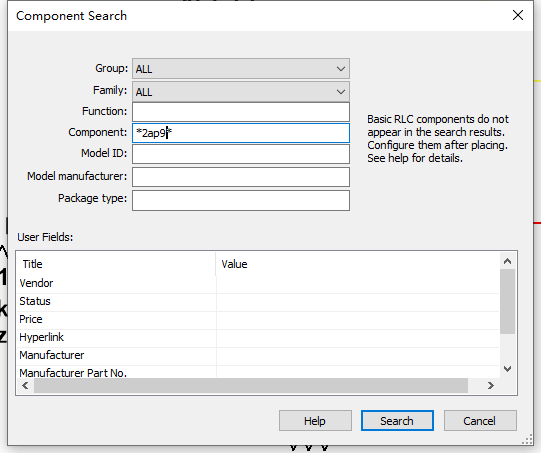 Component Search
Group: ALL
Family: ALL
Function:
Component: *2ap9*
Model ID:
Model manufacturer:
Package type:
Basic RLC components do not
appear in the search results.
Configure them after placing.
See help for details.
User Fields:
Title Value
Vendor
Status
Price
Hyperlink
Manufacturer
Manufacturer Part No.
Help Search Cancel
1
k
z